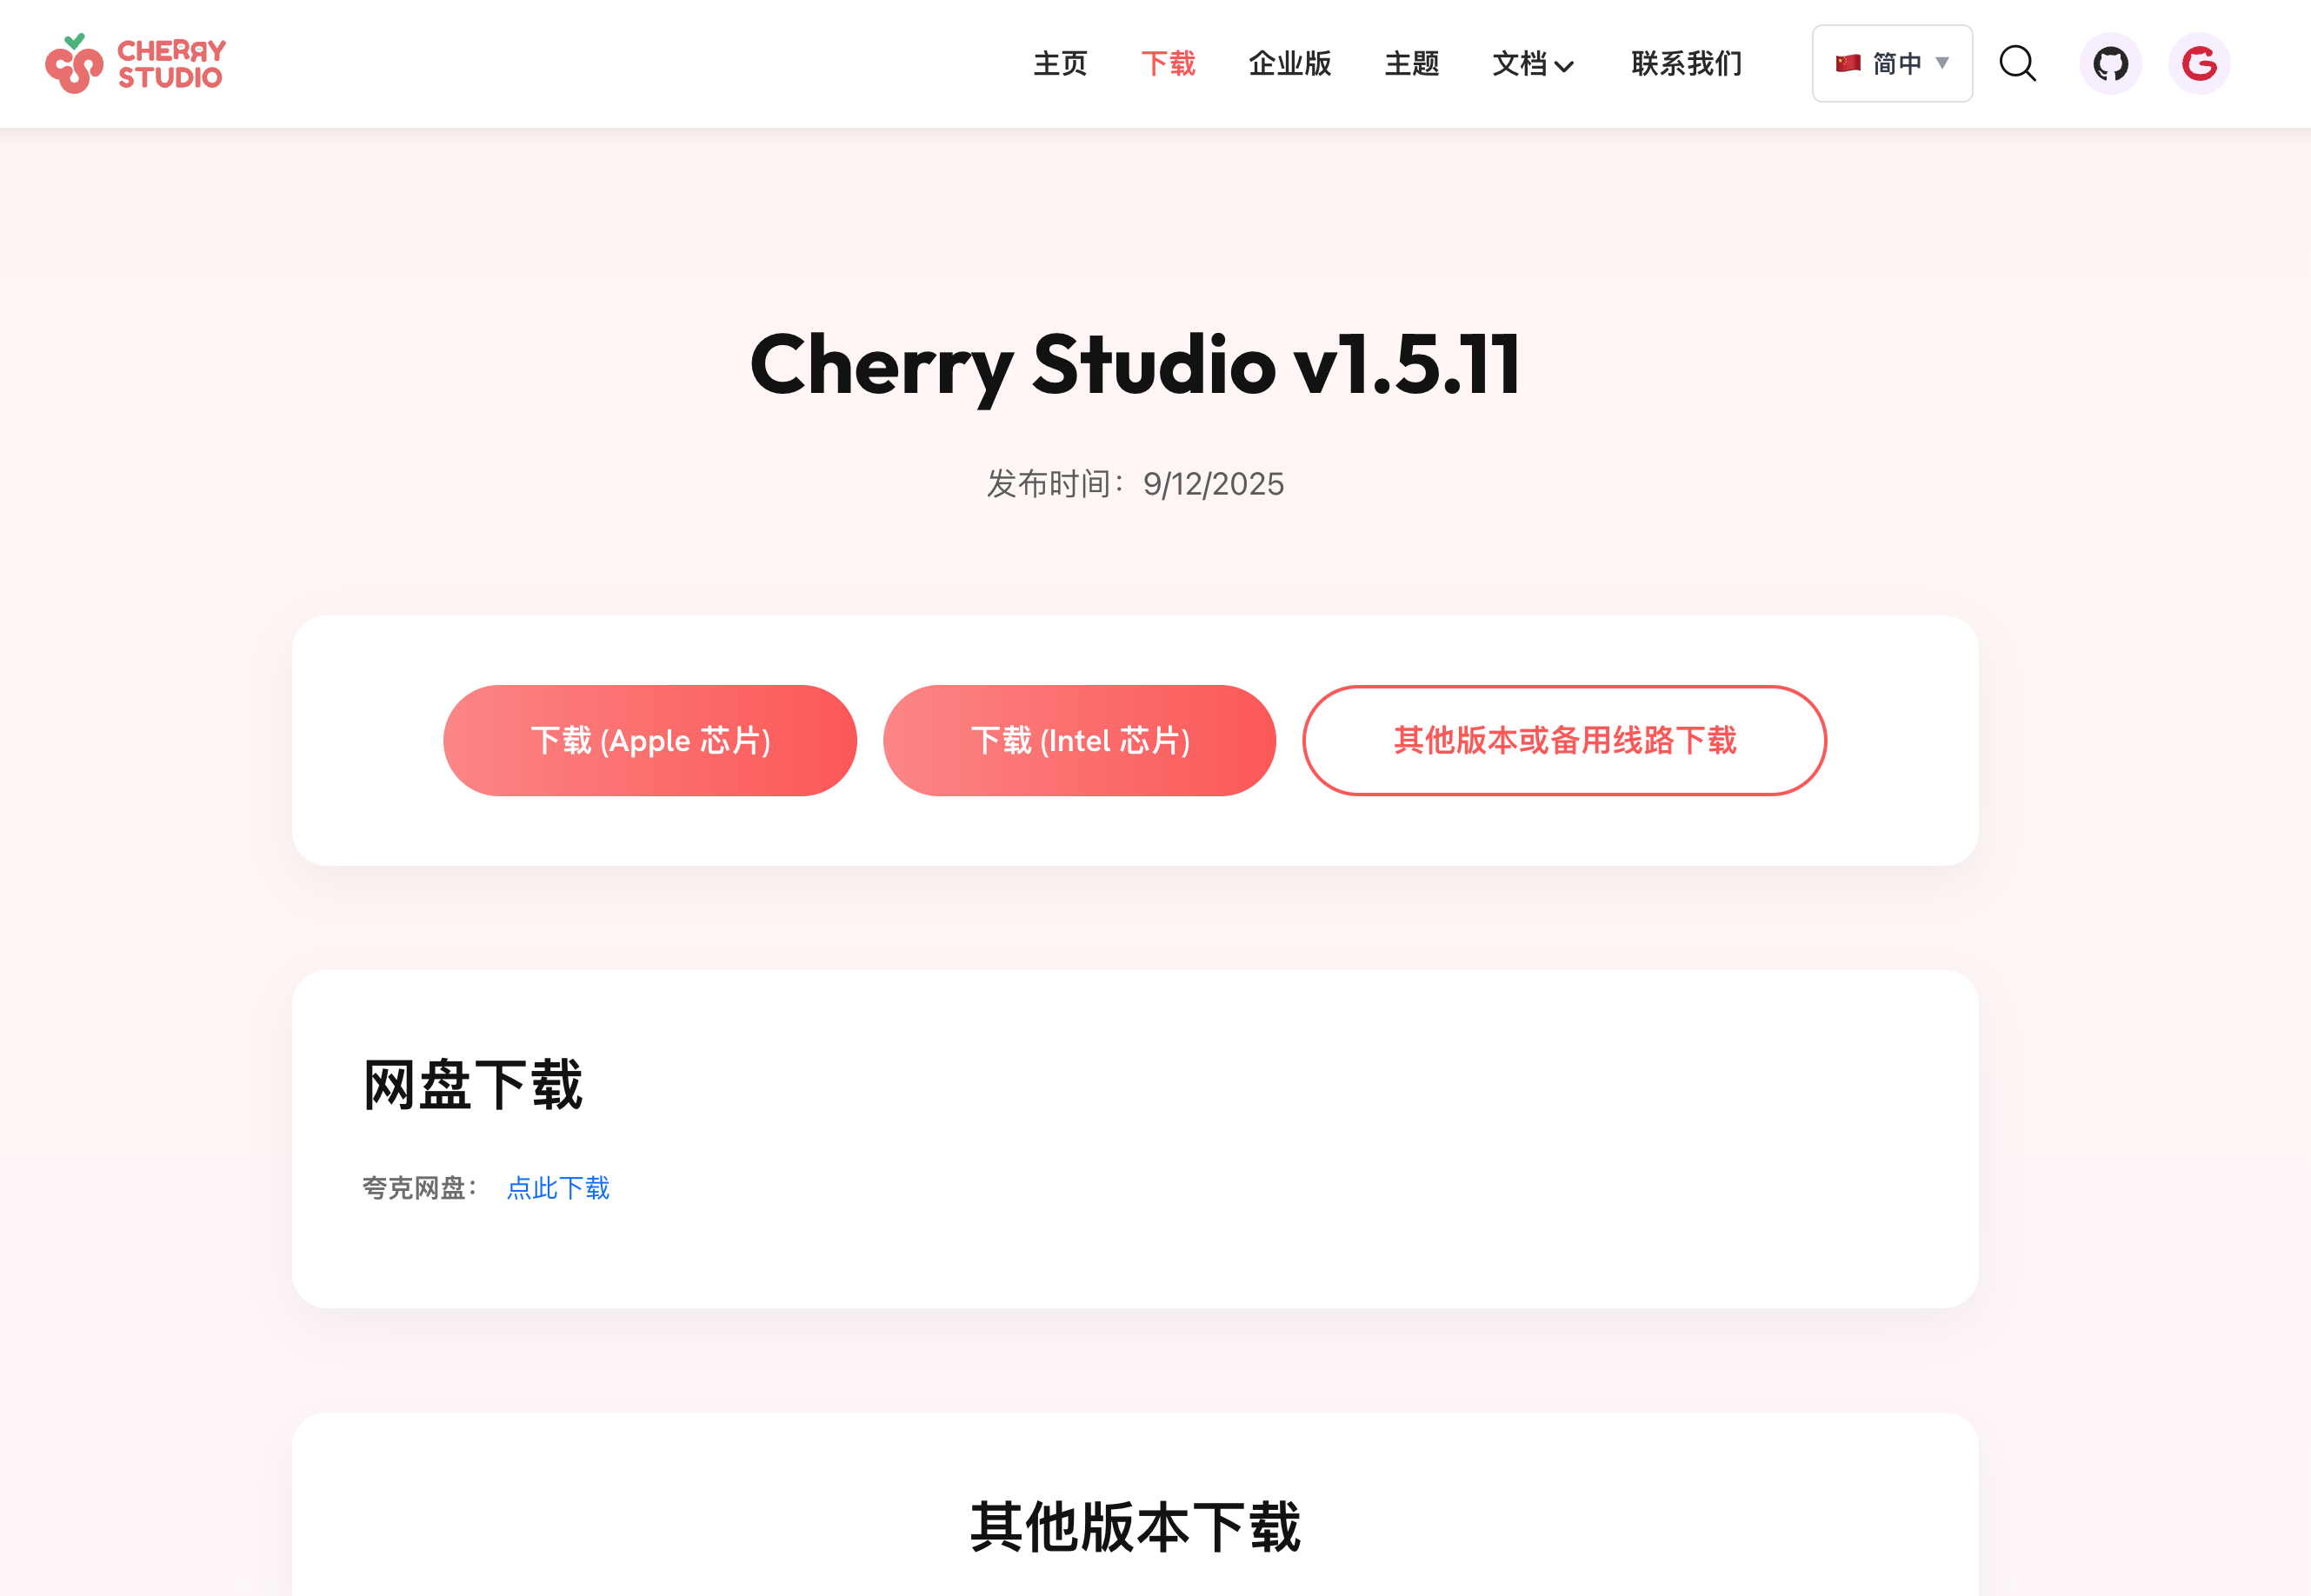 CHERRY
STUDIO
主页 下载 企业版 主题 文档 联系我们 简中
Cherry Studio v1.5.11
发布时间：9/12/2025
下载 (Apple 芯片) 下载 (Intel 芯片) 其他版本或备用线路下载
网盘下载
夸克网盘： 点此下载
其他版本下载